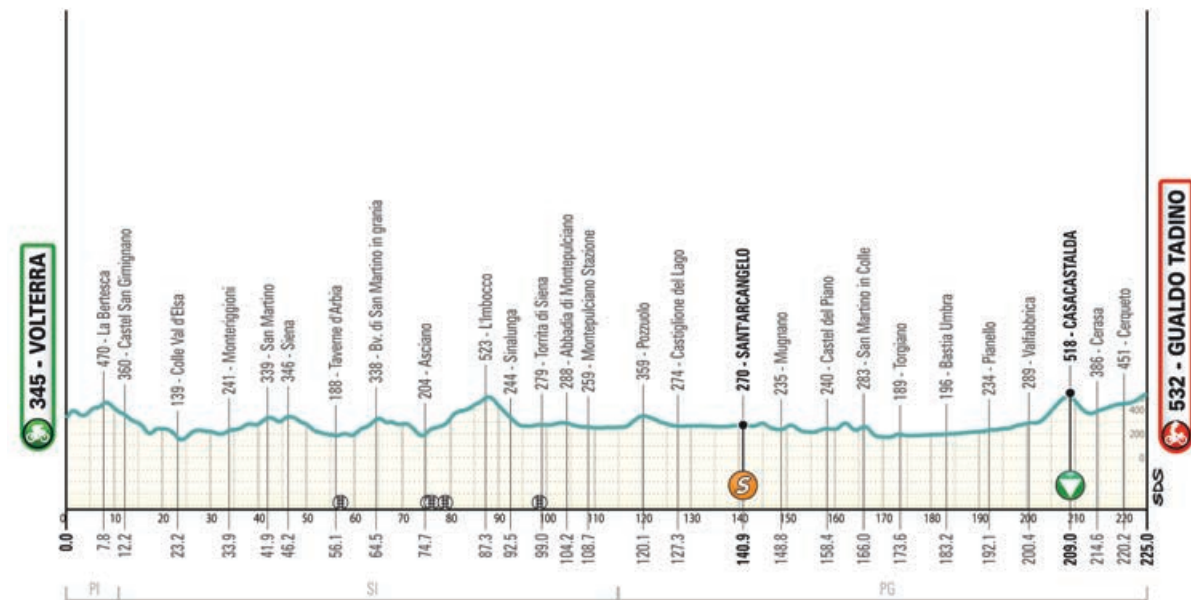 345 - VOLTERRA
470 - La Bertesca
360 - Castel San Gimignano
139 - Colle Val d'Elsa
241 - Monteriggioni
339 - San Martino
346 - Siena
188 - Taverne d'Arbia
338 - Bv. di San Martino in grania
204 - Asciano
523 - L'Imbocco
244 - Sinalunga
279 - Torrita di Siena
288 - Abbadia di Montepulciano
259 - Montepulciano Stazione
359 - Pozzuolo
274 - Castiglione del Lago
270 - SANT'ARCANGELO
235 - Mugnano
240 - Castel del Piano
283 - San Martino in Colle
189 - Torgiano
196 - Bastia Umbra
234 - Pianello
289 - Valfabbrica
518 - CASACASTALDA
386 - Cerasa
451 - Cerqueto
532 - GUALDO TADINO
400
200
0
S
SDS
0 10 20 30 40 50 60 70 80 90 100 110 120 130 140 150 160 170 180 190 200 210 220
0.0 7.8 12.2 23.2 33.9 41.9 46.2 56.1 64.5 74.7 87.3 92.5 99.0 104.2 108.7 120.1 127.3 140.9 148.8 158.4 166.0 173.6 183.2 192.1 200.4 209.0 214.6 220.2 225.0
PI SI PG